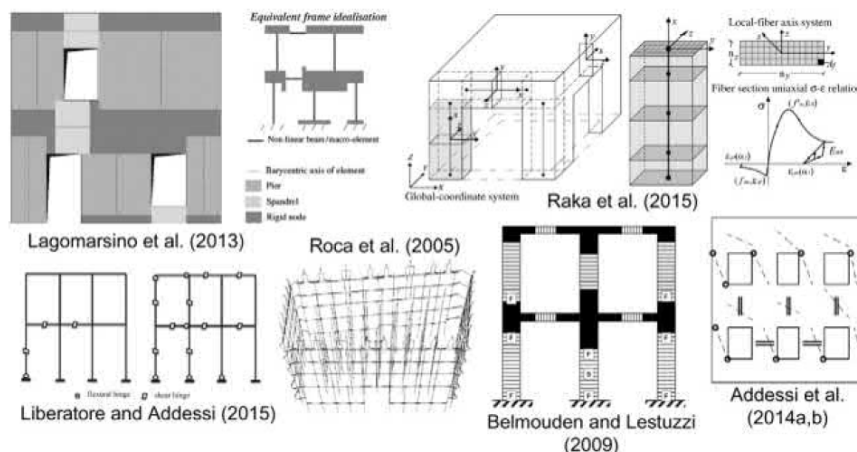 Equivalent frame idealisation
Non-linear beam/macro-element
Barycentric axis of element
Pier
Spandrel
Rigid node
Lagomarsino et al. (2013)
Global-coordinate system
Local-fiber axis system
Fiber section uniaxial σ-ε relation
Raka et al. (2015)
Roca et al. (2005)
flexural hinge
shear hinge
Liberatore and Addessi (2015)
Belmouden and Lestuzzi
(2009)
Addessi et al.
(2014a,b)